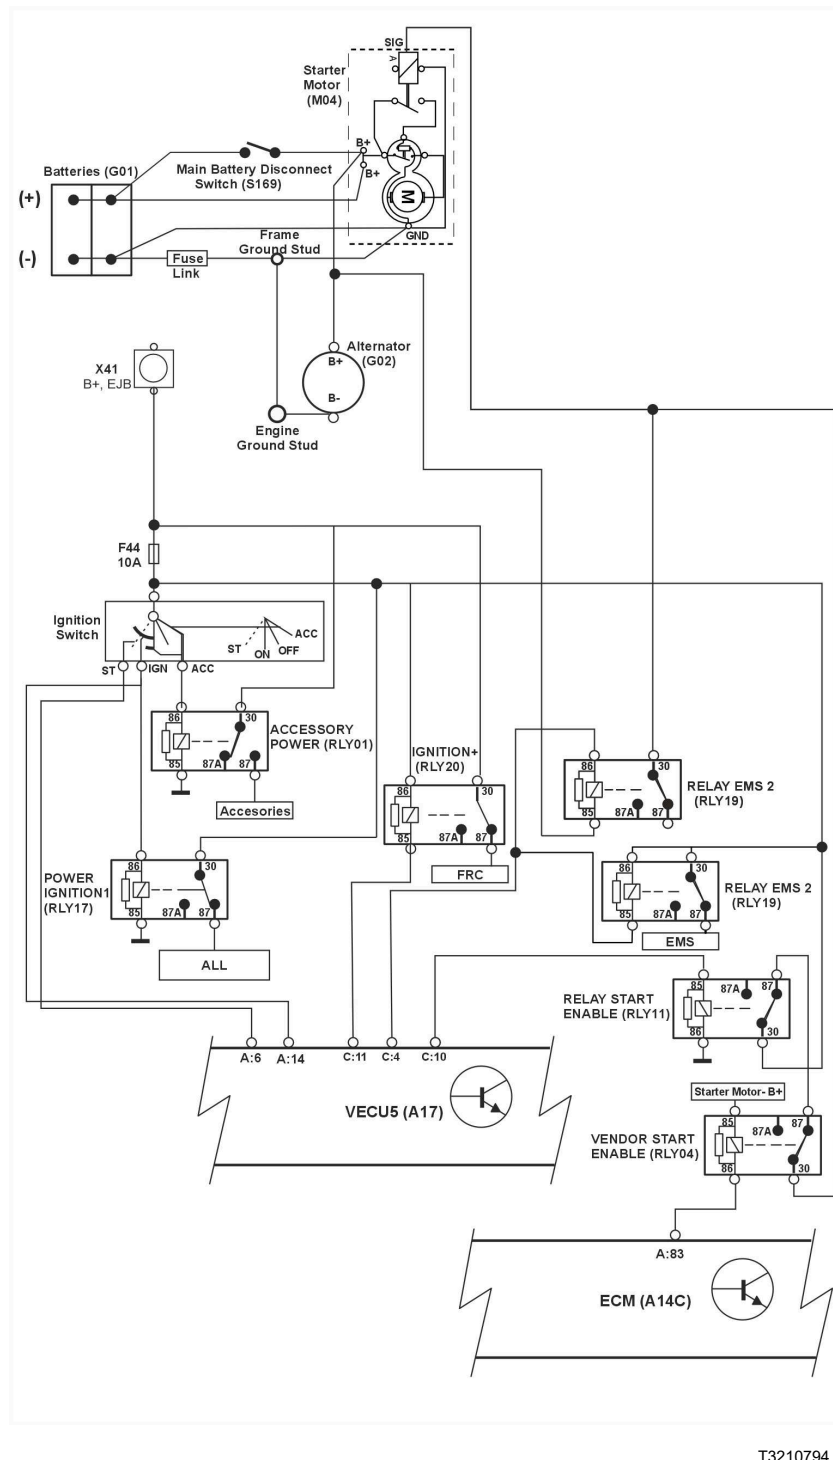 SIG
A
Starter
Motor
(M04)
B+
B+
Batteries (G01)
Main Battery Disconnect
Switch (S169)
(+)
M
(-)
GND
Frame
Ground Stud
Fuse
Link
Alternator
(G02)
B+
B-
X41
B+, EJB
Engine
Ground Stud
F44
10A
Ignition
Switch
ST
ON
OFF
ACC
ST
IGN
ACC
86
30
85
87A
87
ACCESSORY
POWER (RLY01)
Accesories
IGNITION+
(RLY20)
86
30
85
87A
87
FRC
86
30
85
87A
87
RELAY EMS 2
(RLY19)
POWER
IGNITION1
(RLY17)
86
30
85
87A
87
ALL
86
30
85
87A
87
RELAY EMS 2
(RLY19)
EMS
RELAY START
ENABLE (RLY11)
85
87A
87
86
30
A:6
A:14
C:11
C:4
C:10
VECU5 (A17)
Starter Motor- B+
VENDOR START
ENABLE (RLY04)
85
87A
87
86
30
A:83
ECM (A14C)
T3210794